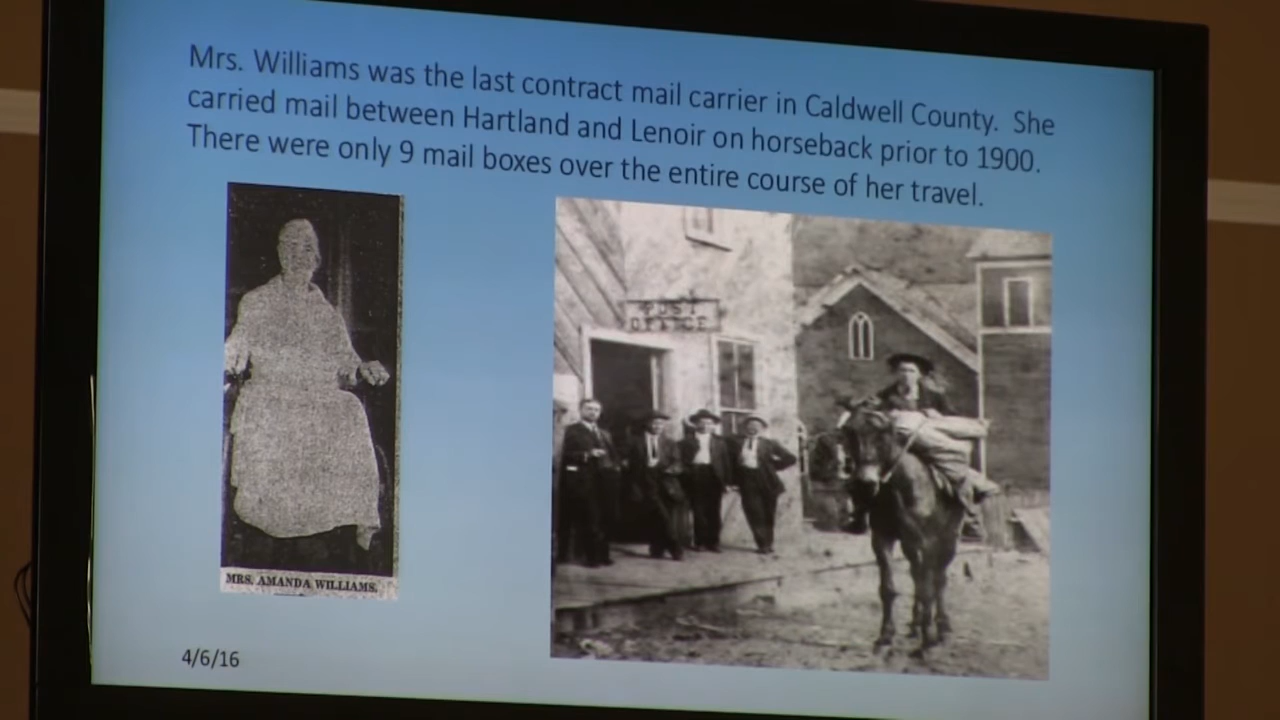 Mrs. Williams was the last contract mail carrier in Caldwell County. She
carried mail between Hartland and Lenoir on horseback prior to 1900.
There were only 9 mail boxes over the entire course of her travel.
POST
OFFICE
MRS. AMANDA WILLIAMS.
4/6/16